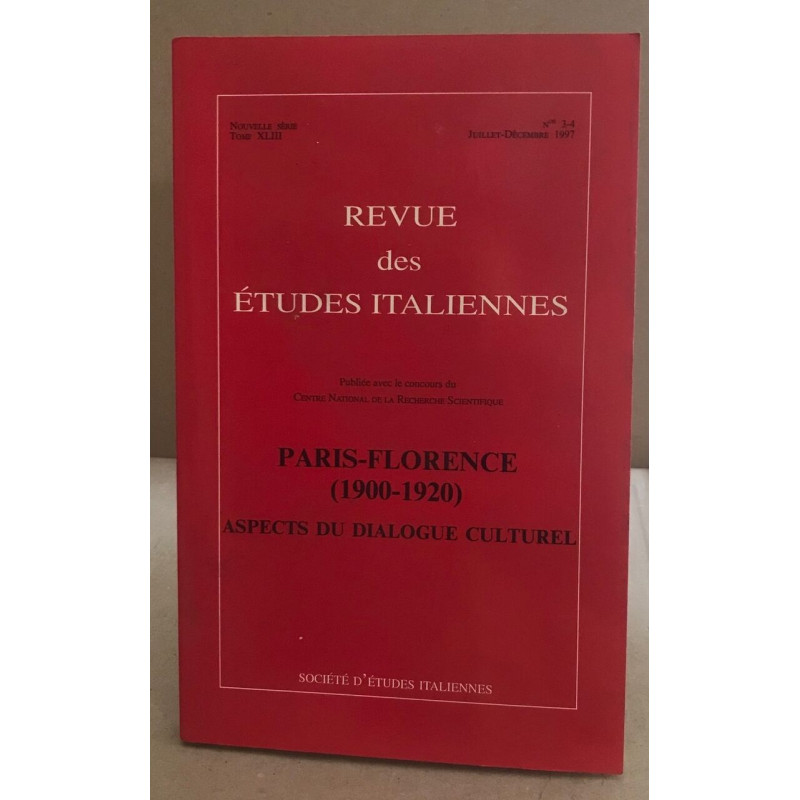 Nouvelle série
Tome XLIII
Nos 3-4
Juillet-Décembre 1997
REVUE
des
ÉTUDES ITALIENNES
Publiée avec le concours du
Centre National de la Recherche Scientifique
PARIS-FLORENCE
(1900-1920)
ASPECTS DU DIALOGUE CULTUREL
SOCIÉTÉ D'ÉTUDES ITALIENNES